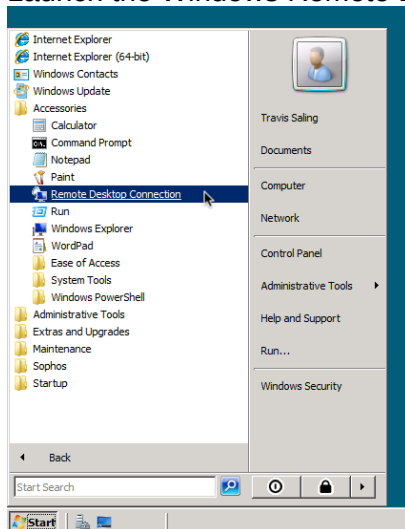 Internet Explorer
Internet Explorer (64-bit)
Windows Contacts
Windows Update
Accessories
Calculator
Command Prompt
Notepad
Paint
Remote Desktop Connection
Run
Windows Explorer
WordPad
Ease of Access
System Tools
Windows PowerShell
Administrative Tools
Extras and Upgrades
Maintenance
Sophos
Startup
Back
Start Search
Travis Saling
Documents
Computer
Network
Control Panel
Administrative Tools
Help and Support
Run...
Windows Security
Start